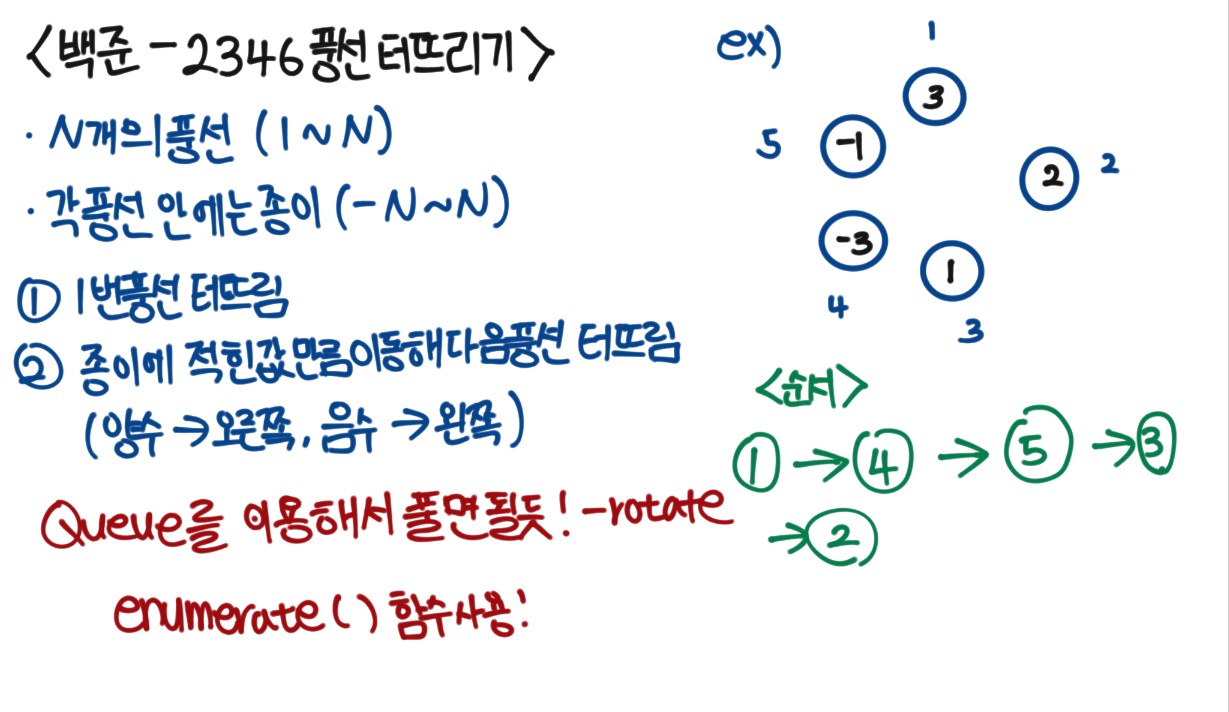 <백준 - 2346 풍선 터뜨리기>
· N개의 풍선 (1 ~ N)
· 각 풍선 안에는 종이 (-N ~ N)
① 1번 풍선 터뜨림
② 종이에 적힌 값 만큼 이동해 다음 풍선 터뜨림
(양수 → 오른쪽, 음수 → 왼쪽)
Queue를 이용해서 풀면 될듯! - rotate
enumerate() 함수 사용!
ex)
1
3
5
-1
2
2
-3
1
4
3
<순서>
① → ④ → ⑤ → ③
→ ②